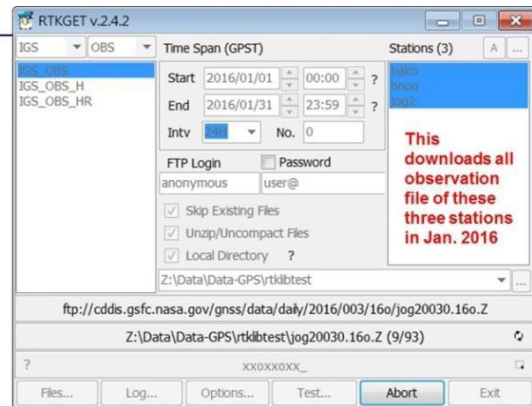 RTKGET v.2.4.2
IGS OBS Time Span (GPST) Stations (3) A ...
IGS_OBS
IGS_OBS_H
IGS_OBS_HR
Start 2016/01/01 00:00 ?
End 2016/01/31 23:59 ?
Intv 24H No. 0
FTP Login Password
anonymous user@
Skip Existing Files
Unzip/Uncompact Files
Local Directory ?
Z:\Data\Data-GPS\rtklibtest ...
bako
bnoa
jog2
This
downloads all
observation
file of these
three stations
in Jan. 2016
ftp://cddis.gsfc.nasa.gov/gnss/data/daily/2016/003/16o/jog20030.16o.Z
Z:\Data\Data-GPS\rtklibtest\jog20030.16o.Z (9/93)
? xxoxxoxx_
Files... Log... Options... Test... Abort Exit